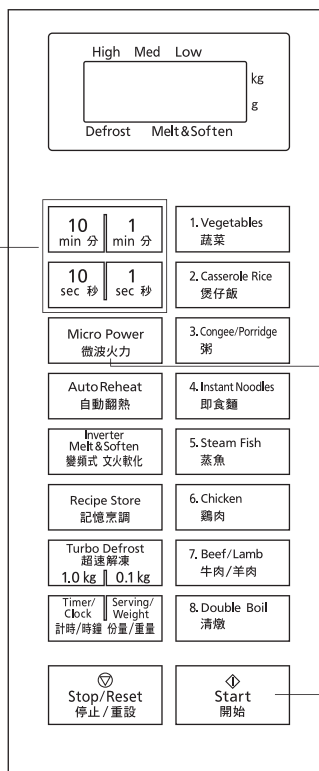 High Med Low
kg
g
Defrost Melt&Soften
10 min 分
1 min 分
10 sec 秒
1 sec 秒
Micro Power
微波火力
Auto Reheat
自動翻熱
Inverter
Melt&Soften
變頻式 文火軟化
Recipe Store
記憶烹調
Turbo Defrost
超速解凍
1.0 kg 0.1 kg
Timer/
Clock
計時/時鐘
Serving/
Weight
份量/重量
Stop/Reset
停止/重設
1. Vegetables
蔬菜
2. Casserole Rice
煲仔飯
3. Congee/Porridge
粥
4. Instant Noodles
即食麵
5. Steam Fish
蒸魚
6. Chicken
鷄肉
7. Beef/Lamb
牛肉/羊肉
8. Double Boil
清燉
Start
開始